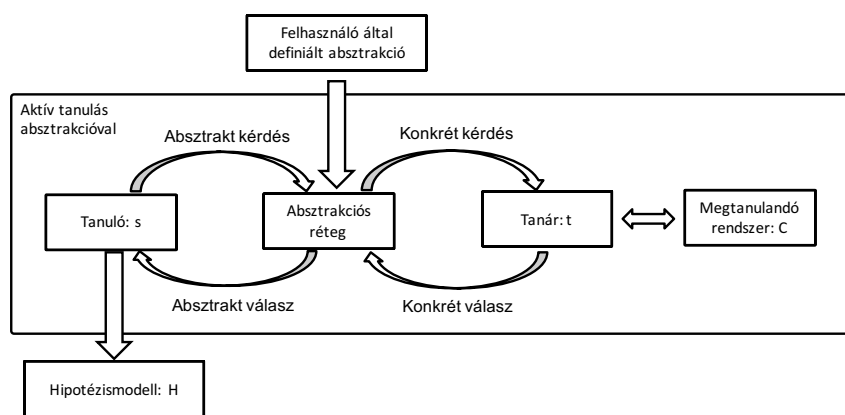 Felhasználó által
definiált absztrakció
Aktív tanulás
absztrakcióval
Absztrakt kérdés
Konkrét kérdés
Tanuló: s
Absztrakciós
réteg
Tanár: t
Megtanulandó
rendszer: C
Absztrakt válasz
Konkrét válasz
Hipotézismodell: H